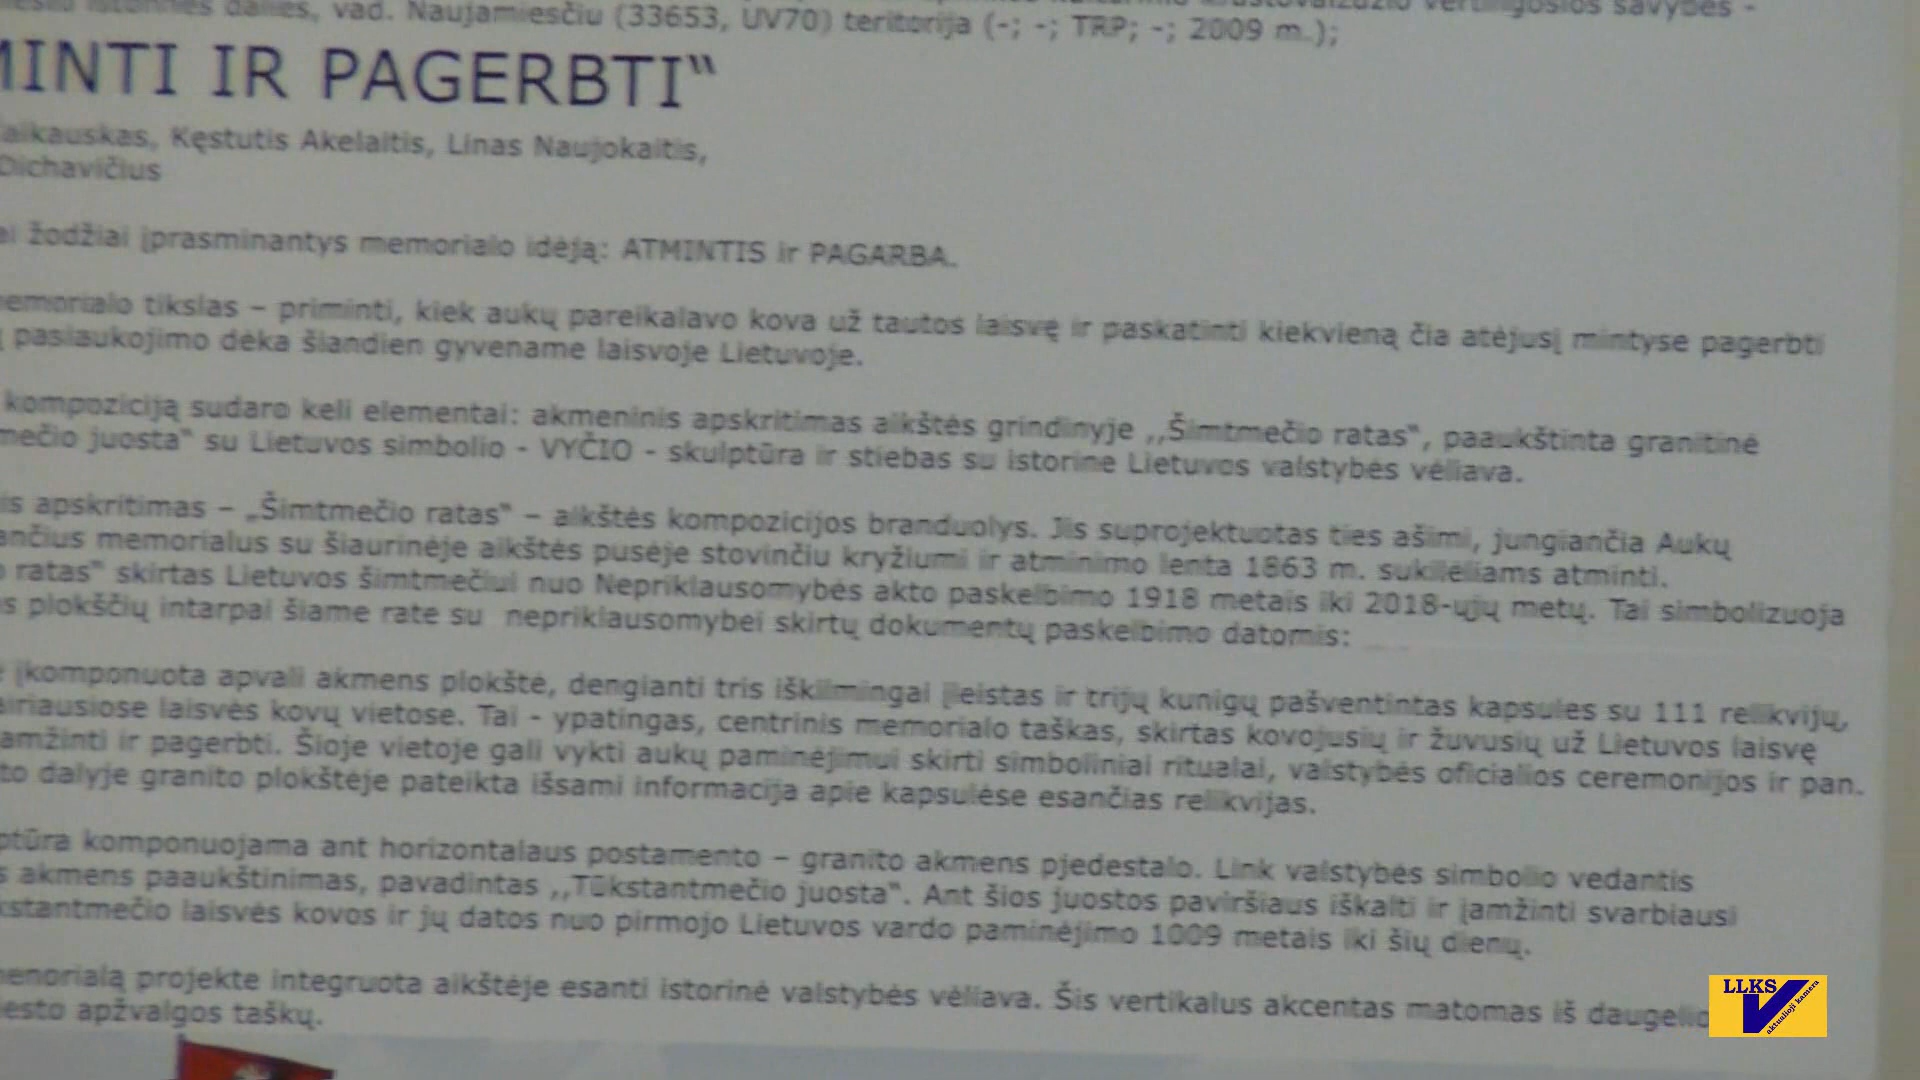 istorinės dalies, vad. Naujamiesčiu (33653, UV70) teritorija (-; -; TRP; -; 2009 m.); vertingosios savybės -
MINTI IR PAGERBTI“
aikauskas, Kęstutis Akelaitis, Linas Naujokaitis,
Dichavičius
ai žodžiai įprasminantys memorialo idėją: ATMINTIS ir PAGARBA.
emorialo tikslas – priminti, kiek aukų pareikalavo kova už tautos laisvę ir paskatinti kiekvieną čia atėjusį mintyse pagerbti
ų pasiaukojimo dėka šiandien gyvename laisvoje Lietuvoje.
kompoziciją sudaro keli elementai: akmeninis apskritimas aikštės grindinyje ,,Šimtmečio ratas“, paaukštinta granitinė
mečio juosta“ su Lietuvos simbolio - VYČIO - skulptūra ir stiebas su istorine Lietuvos valstybės vėliava.
is apskritimas – „Šimtmečio ratas“ – aikštės kompozicijos branduolys. Jis suprojektuotas ties ašimi, jungiančia Aukų
ančius memorialus su šiaurinėje aikštės pusėje stovinčiu kryžiumi ir atminimo lenta 1863 m. sukilėliams atminti.
o ratas“ skirtas Lietuvos šimtmečiui nuo Nepriklausomybės akto paskelbimo 1918 metais iki 2018-ųjų metų. Tai simbolizuoja
s plokščių intarpai šiame rate su nepriklausomybei skirtų dokumentų paskelbimo datomis:
e įkomponuota apvali akmens plokštė, dengianti tris iškilmingai įleistas ir trijų kunigų pašventintas kapsules su 111 relikvijų,
airiausiose laisvės kovų vietose. Tai - ypatingas, centrinis memorialo taškas, skirtas kovojusių ir žuvusių už Lietuvos laisvę
amžinti ir pagerbti. Šioje vietoje gali vykti aukų paminėjimui skirti simboliniai ritualai, valstybės oficialios ceremonijos ir pan.
to dalyje granito plokštėje pateikta išsami informacija apie kapsulėse esančias relikvijas.
ptūra komponuojama ant horizontalaus postamento – granito akmens pjedestalo. Link valstybės simbolio vedantis
s akmens paaukštinimas, pavadintas ,,Tūkstantmečio juosta“. Ant šios juostos paviršiaus iškalti ir įamžinti svarbiausi
kstantmečio laisvės kovos ir jų datos nuo pirmojo Lietuvos vardo paminėjimo 1009 metais iki šių dienų.
enorialą projekte integruota aikštėje esanti istorinė valstybės vėliava. Šis vertikalus akcentas matomas iš daugelio
iesto apžvalgos taškų.
LLKS
aktualioji kamera